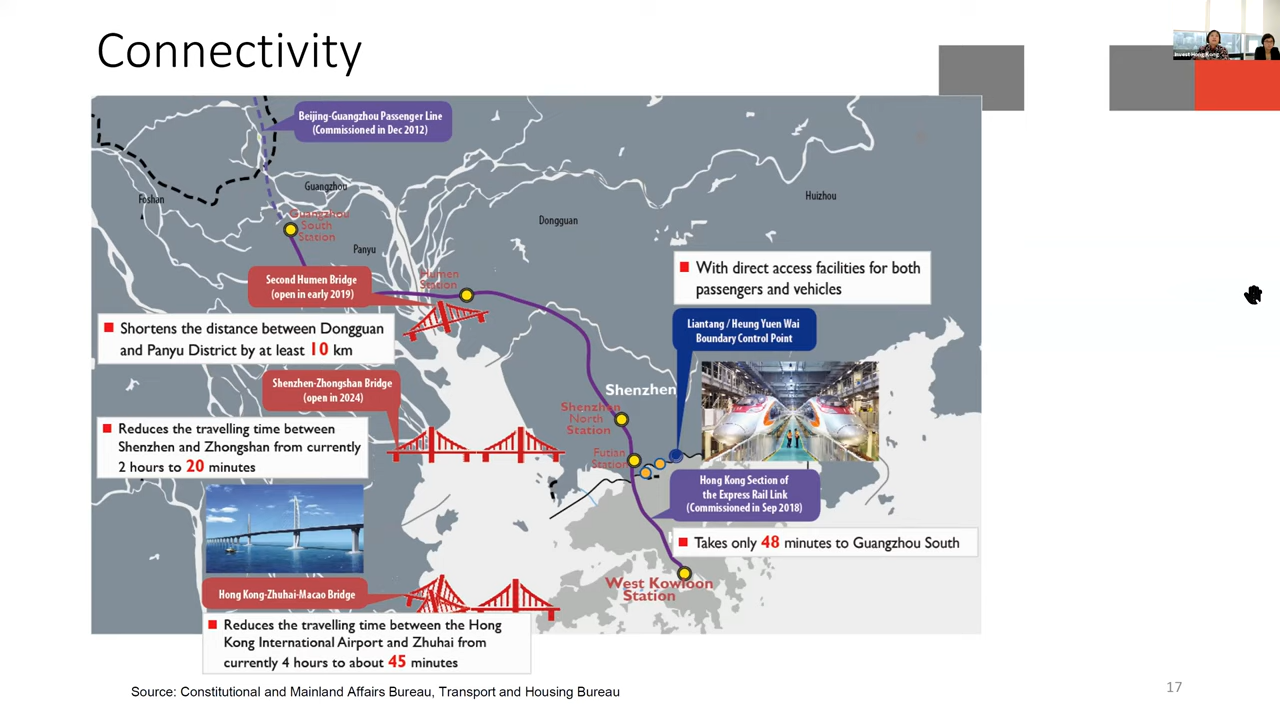 Connectivity
Invest Hong Kong
Beijing-Guangzhou Passenger Line
(Commissioned in Dec 2012)
Guangzhou
Foshan
Huizhou
Guangzhou
South
Station
Dongguan
Panyu
Second Humen Bridge
(open in early 2019)
Humen
Station
With direct access facilities for both
passengers and vehicles
Shortens the distance between Dongguan
and Panyu District by at least 10 km
Liantang / Heung Yuen Wai
Boundary Control Point
Shenzhen-Zhongshan Bridge
(open in 2024)
Shenzhen
Shenzhen
North
Station
Reduces the travelling time between
Shenzhen and Zhongshan from currently
2 hours to 20 minutes
Futian
Station
Hong Kong Section of
the Express Rail Link
(Commissioned in Sep 2018)
Takes only 48 minutes to Guangzhou South
West Kowloon
Station
Hong Kong-Zhuhai-Macao Bridge
Reduces the travelling time between the Hong
Kong International Airport and Zhuhai from
currently 4 hours to about 45 minutes
Source: Constitutional and Mainland Affairs Bureau, Transport and Housing Bureau
17